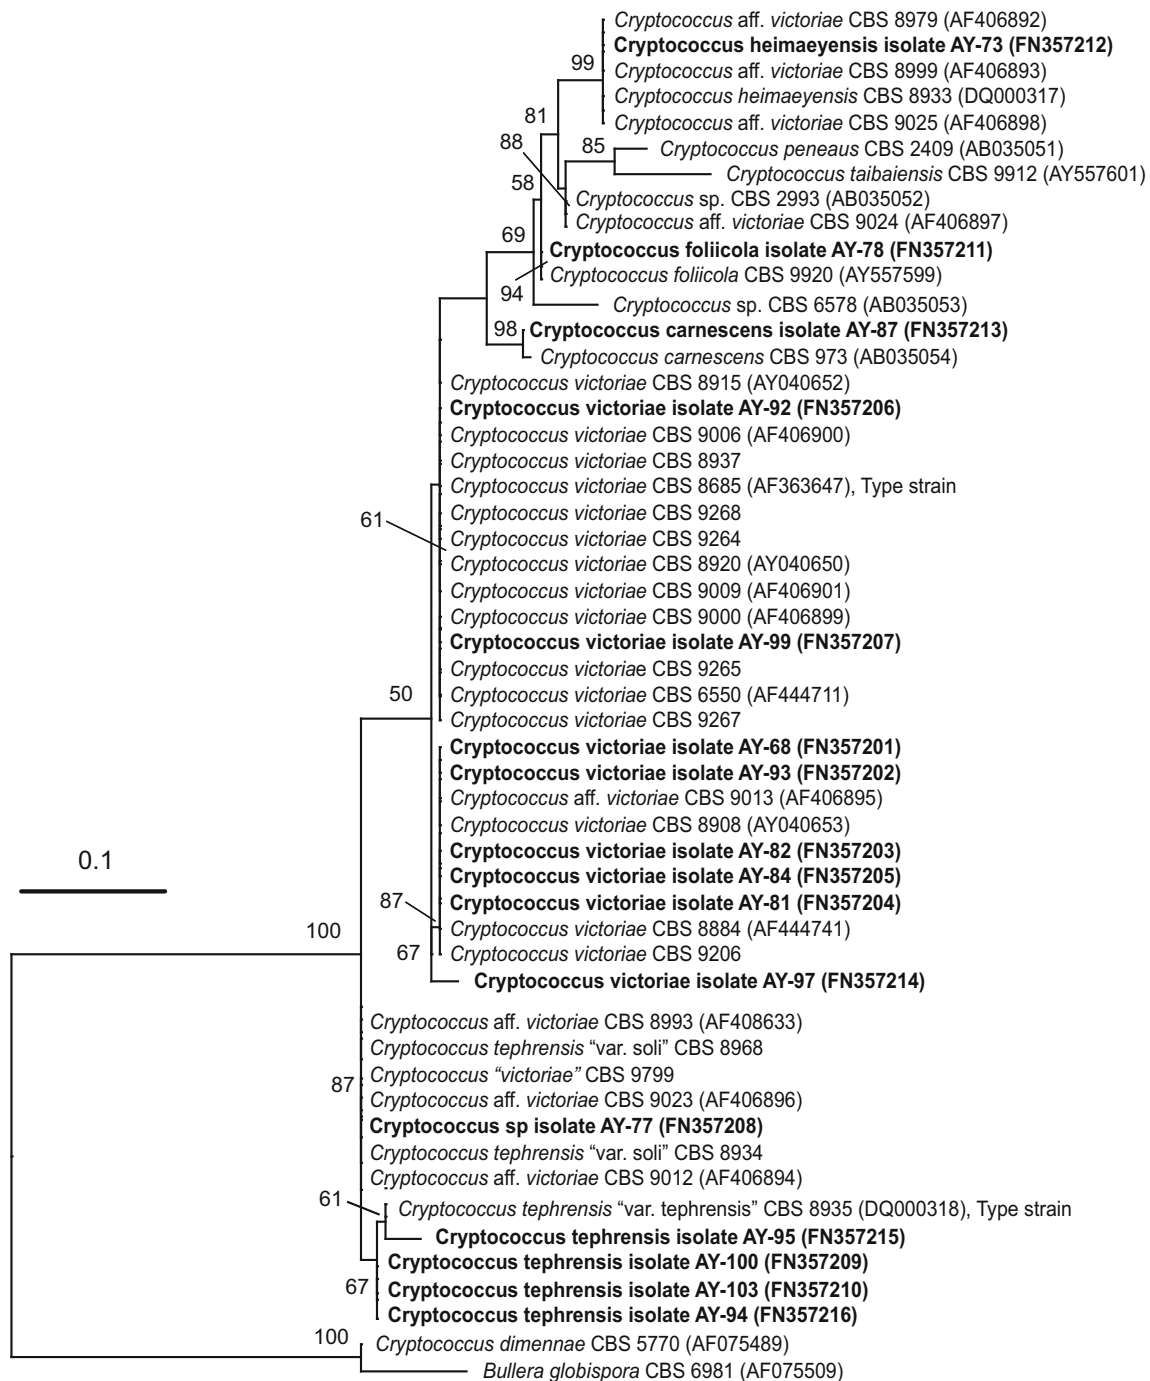 Cryptococcus aff. victoriae CBS 8979 (AF406892)
Cryptococcus heimaeyensis isolate AY-73 (FN357212)
99
Cryptococcus aff. victoriae CBS 8999 (AF406893)
Cryptococcus heimaeyensis CBS 8933 (DQ000317)
81
Cryptococcus aff. victoriae CBS 9025 (AF406898)
88
85
Cryptococcus peneaus CBS 2409 (AB035051)
Cryptococcus taibaiensis CBS 9912 (AY557601)
58
Cryptococcus sp. CBS 2993 (AB035052)
Cryptococcus aff. victoriae CBS 9024 (AF406897)
69
Cryptococcus foliicola isolate AY-78 (FN357211)
Cryptococcus foliicola CBS 9920 (AY557599)
94
Cryptococcus sp. CBS 6578 (AB035053)
98
Cryptococcus carnescens isolate AY-87 (FN357213)
Cryptococcus carnescens CBS 973 (AB035054)
Cryptococcus victoriae CBS 8915 (AY040652)
Cryptococcus victoriae isolate AY-92 (FN357206)
Cryptococcus victoriae CBS 9006 (AF406900)
Cryptococcus victoriae CBS 8937
Cryptococcus victoriae CBS 8685 (AF363647), Type strain
Cryptococcus victoriae CBS 9268
61
Cryptococcus victoriae CBS 9264
Cryptococcus victoriae CBS 8920 (AY040650)
Cryptococcus victoriae CBS 9009 (AF406901)
Cryptococcus victoriae CBS 9000 (AF406899)
Cryptococcus victoriae isolate AY-99 (FN357207)
Cryptococcus victoriae CBS 9265
Cryptococcus victoriae CBS 6550 (AF444711)
50
Cryptococcus victoriae CBS 9267
Cryptococcus victoriae isolate AY-68 (FN357201)
Cryptococcus victoriae isolate AY-93 (FN357202)
Cryptococcus aff. victoriae CBS 9013 (AF406895)
Cryptococcus victoriae CBS 8908 (AY040653)
0.1
Cryptococcus victoriae isolate AY-82 (FN357203)
Cryptococcus victoriae isolate AY-84 (FN357205)
87
Cryptococcus victoriae isolate AY-81 (FN357204)
100
Cryptococcus victoriae CBS 8884 (AF444741)
67
Cryptococcus victoriae CBS 9206
Cryptococcus victoriae isolate AY-97 (FN357214)
Cryptococcus aff. victoriae CBS 8993 (AF408633)
Cryptococcus tephrensis “var. soli” CBS 8968
87
Cryptococcus “victoriae” CBS 9799
Cryptococcus aff. victoriae CBS 9023 (AF406896)
Cryptococcus sp isolate AY-77 (FN357208)
Cryptococcus tephrensis “var. soli” CBS 8934
Cryptococcus aff. victoriae CBS 9012 (AF406894)
61
Cryptococcus tephrensis “var. tephrensis” CBS 8935 (DQ000318), Type strain
Cryptococcus tephrensis isolate AY-95 (FN357215)
Cryptococcus tephrensis isolate AY-100 (FN357209)
67
Cryptococcus tephrensis isolate AY-103 (FN357210)
Cryptococcus tephrensis isolate AY-94 (FN357216)
100
Cryptococcus dimennae CBS 5770 (AF075489)
Bullera globispora CBS 6981 (AF075509)